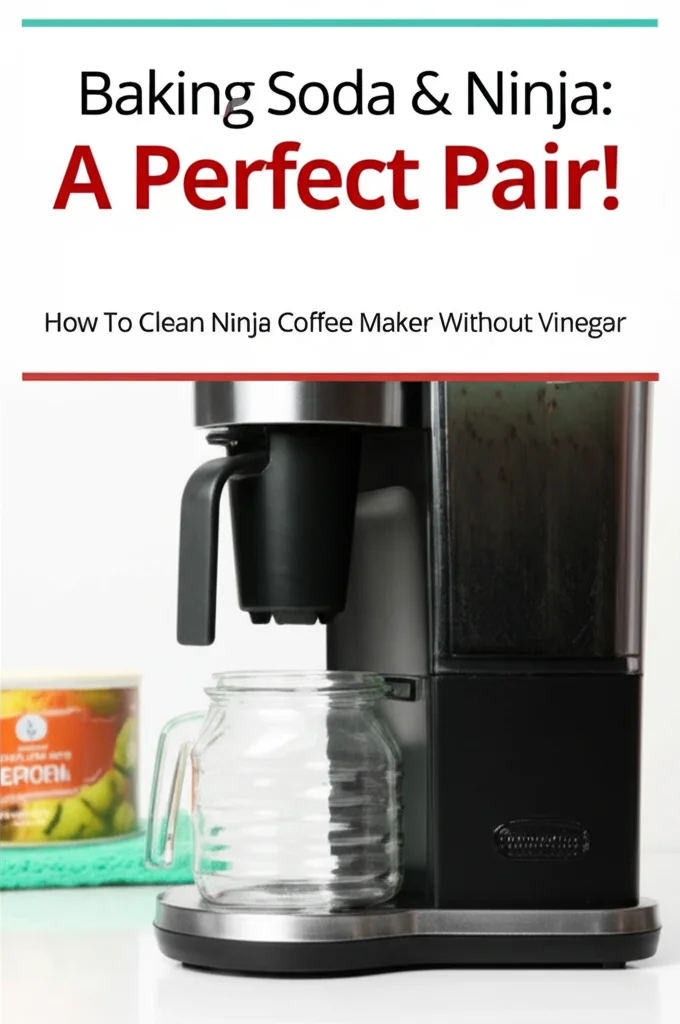 Baking Soda & Ninja:
A Perfect Pair!
How To Clean Ninja Coffee Maker Without Vinegar